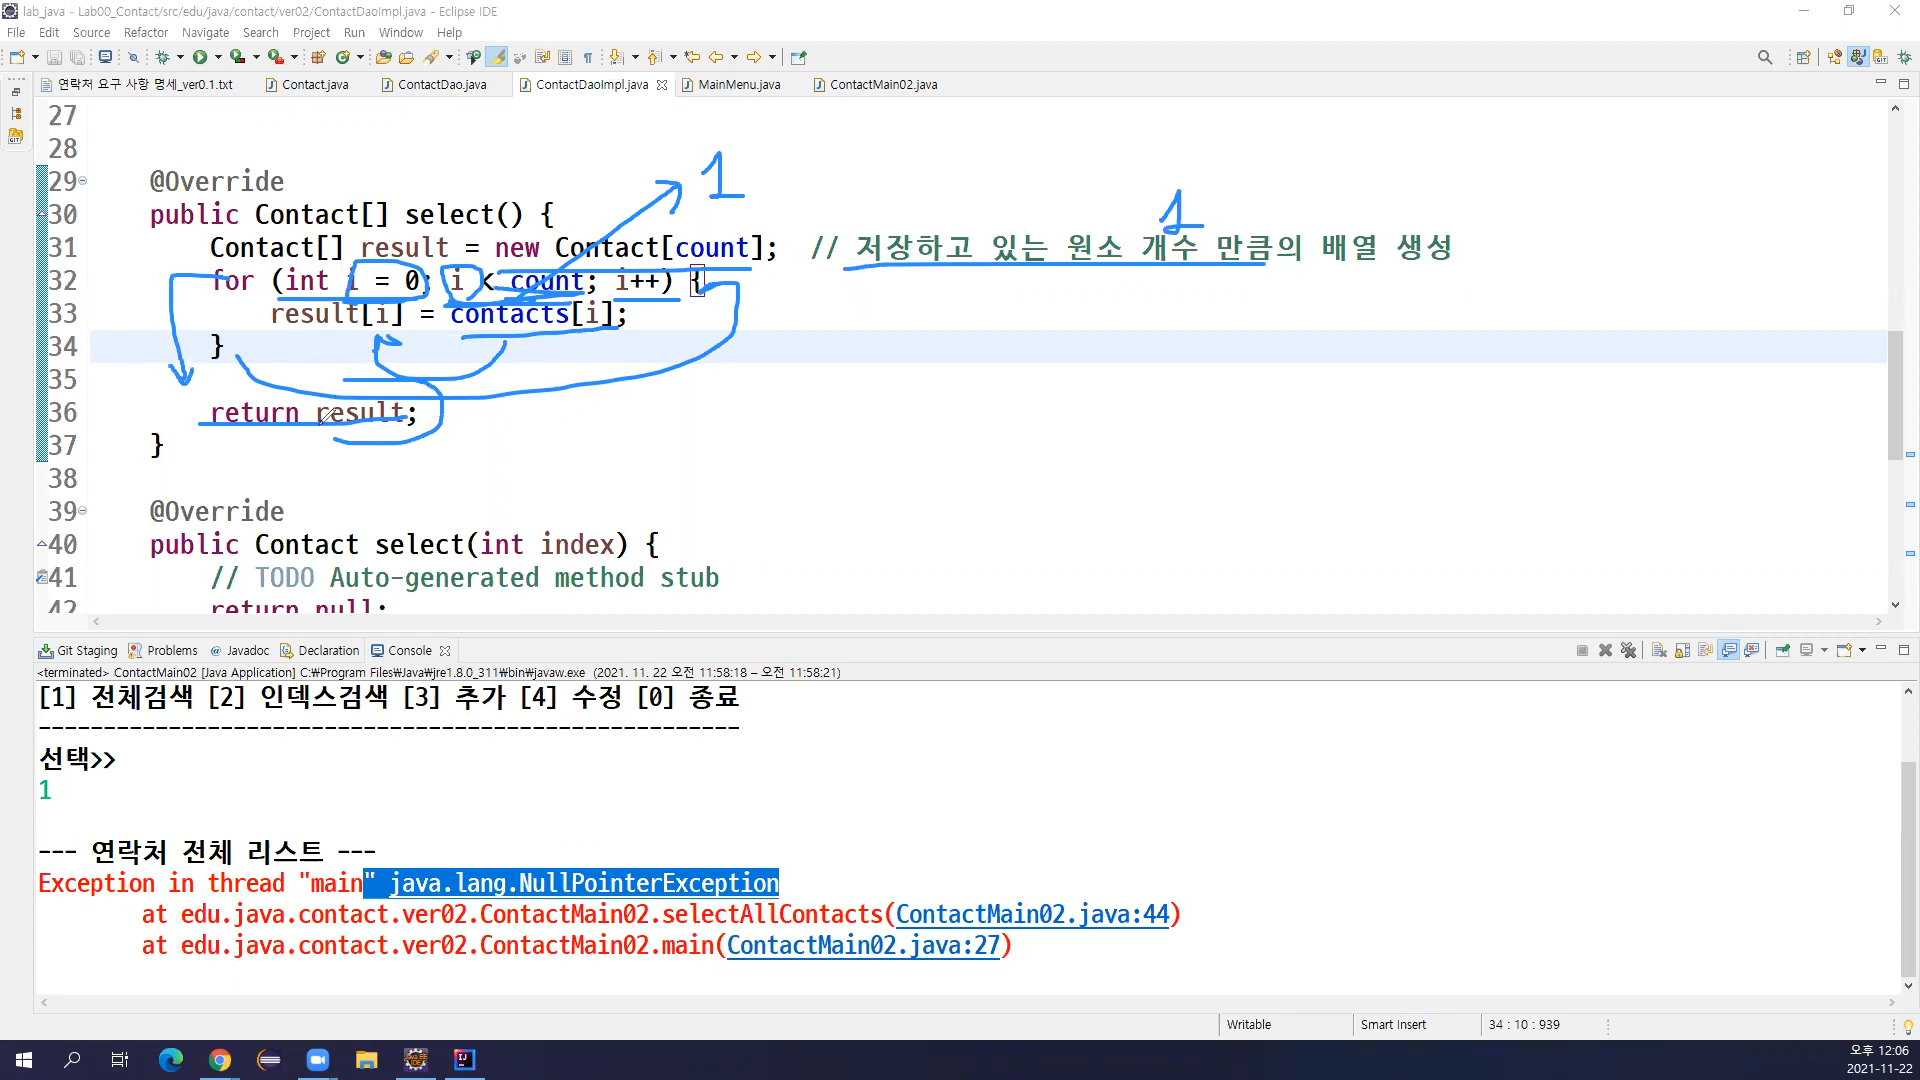 lab_java - Lab00_Contact/src/edu/java/contact/ver02/ContactDaoImpl.java - Eclipse IDE
File Edit Source Refactor Navigate Search Project Run Window Help
연락처 요구 사항 명세_ver0.1.txt Contact.java ContactDao.java ContactDaoImpl.java MainMenu.java ContactMain02.java
27
28
1
29 @Override
1
30 public Contact[] select() {
31 Contact[] result = new Contact[count]; // 저장하고 있는 원소 개수 만큼의 배열 생성
32 for (int i = 0; i < count; i++) {
33 result[i] = contacts[i];
34 }
35
36 return result;
37 }
38
39 @Override
40 public Contact select(int index) {
41 // TODO Auto-generated method stub
42 return null;
Git Staging Problems @ Javadoc Declaration Console
<terminated> ContactMain02 [Java Application] C:₩Program Files₩Java₩jre1.8.0_311₩bin₩javaw.exe (2021. 11. 22 오전 11:58:18 – 오전 11:58:21)
[1] 전체검색 [2] 인덱스검색 [3] 추가 [4] 수정 [0] 종료
------------------------------------------------------
선택>>
1
--- 연락처 전체 리스트 ---
Exception in thread "main" java.lang.NullPointerException
at edu.java.contact.ver02.ContactMain02.selectAllContacts(ContactMain02.java:44)
at edu.java.contact.ver02.ContactMain02.main(ContactMain02.java:27)
Writable Smart Insert 34 : 10 : 939
오후 12:06
2021-11-22